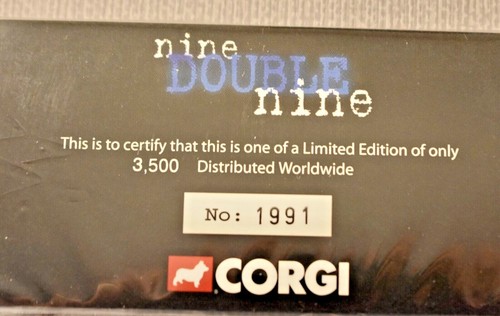 nine
DOUBLE
nine
This is to certify that this is one of a Limited Edition of only
3,500 Distributed Worldwide
No: 1991
CORGI